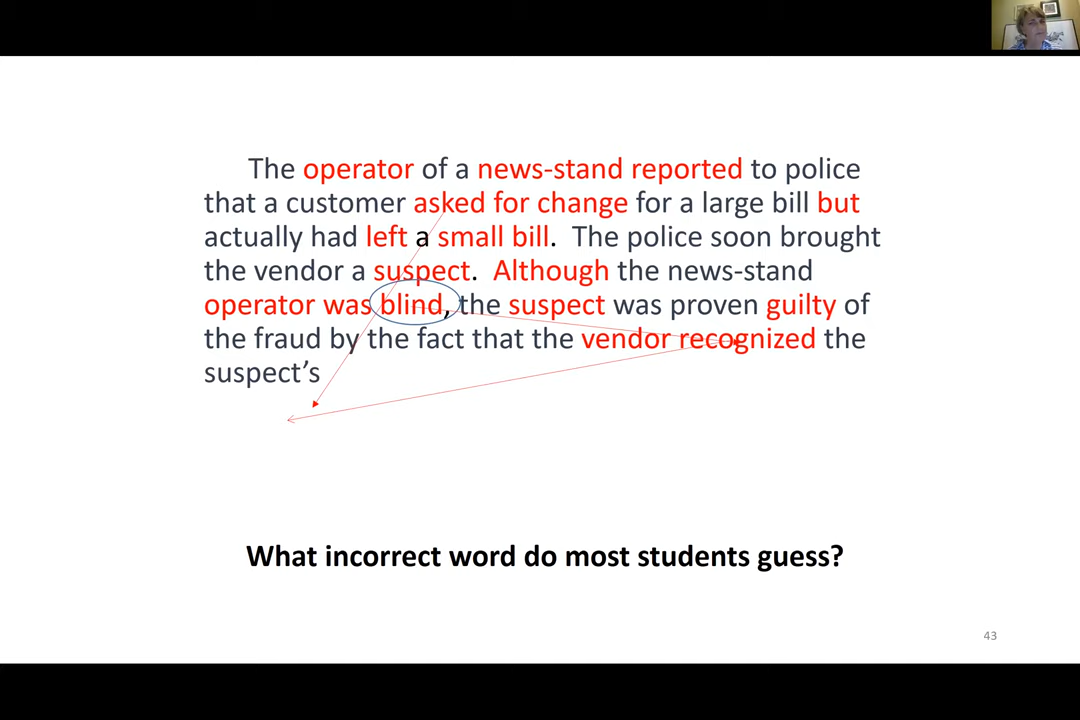 The operator of a news-stand reported to police
that a customer asked for change for a large bill but
actually had left a small bill. The police soon brought
the vendor a suspect. Although the news-stand
operator was blind, the suspect was proven guilty of
the fraud by the fact that the vendor recognized the
suspect’s
What incorrect word do most students guess?
43